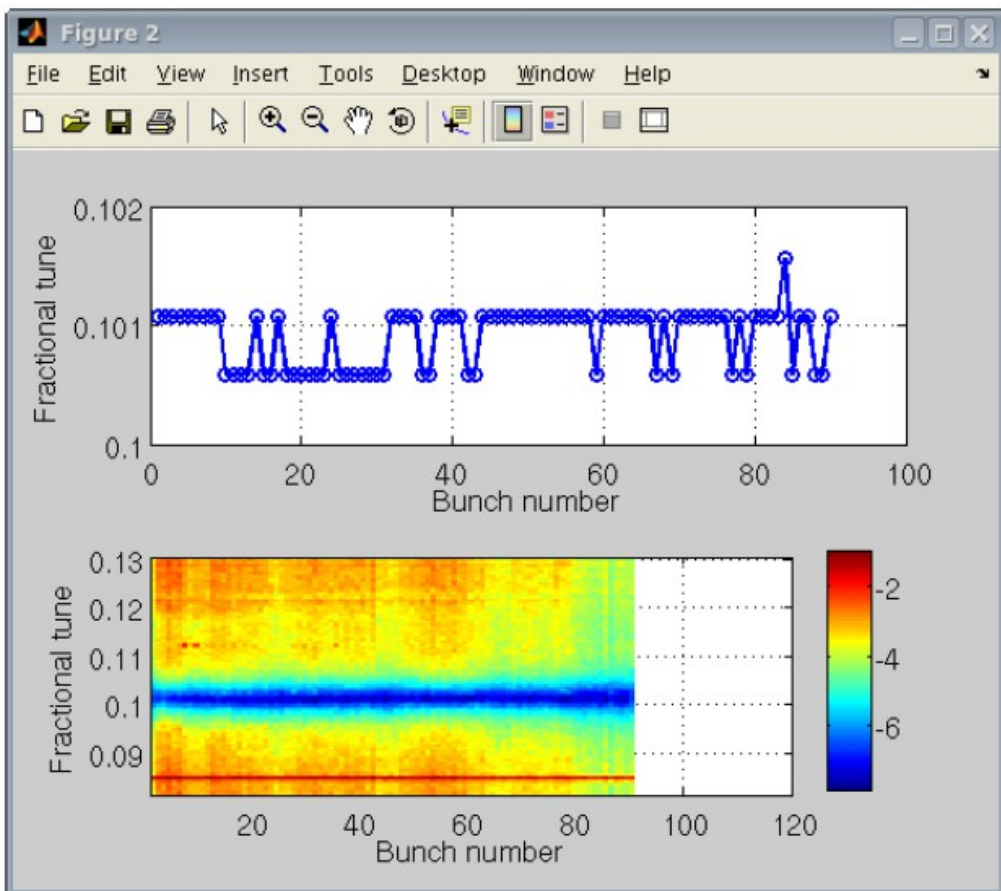 Figure 2
File Edit View Insert Tools Desktop Window Help
0.102
0.101
0.1
Fractional tune
0 20 40 60 80 100
Bunch number
0.13
0.12
0.11
0.1
0.09
Fractional tune
20 40 60 80 100 120
Bunch number
-2
-4
-6